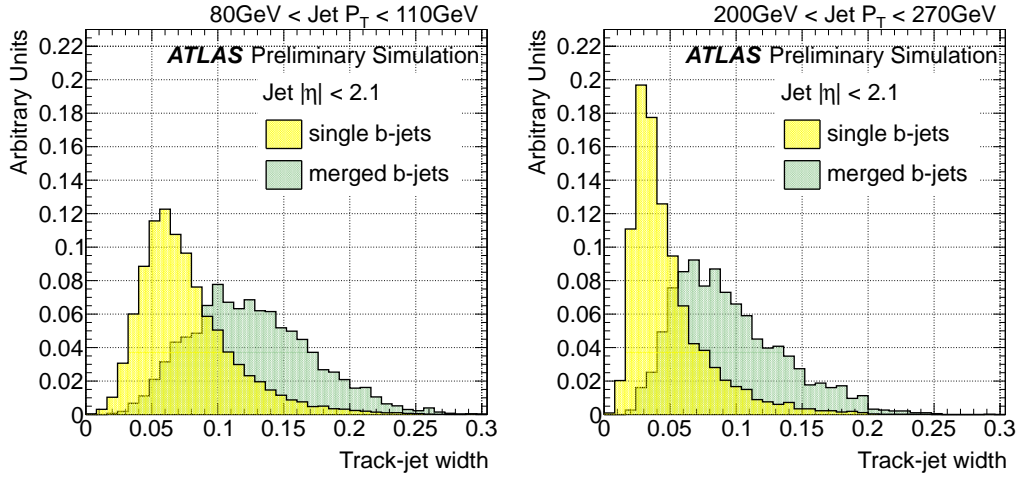 80GeV < Jet P_T < 110GeV
Arbitrary Units
0.22
0.2
0.18
0.16
0.14
0.12
0.1
0.08
0.06
0.04
0.02
0
ATLAS Preliminary Simulation
Jet |η| < 2.1
single b-jets
merged b-jets
0 0.05 0.1 0.15 0.2 0.25 0.3
Track-jet width
200GeV < Jet P_T < 270GeV
Arbitrary Units
0.22
0.2
0.18
0.16
0.14
0.12
0.1
0.08
0.06
0.04
0.02
0
ATLAS Preliminary Simulation
Jet |η| < 2.1
single b-jets
merged b-jets
0 0.05 0.1 0.15 0.2 0.25 0.3
Track-jet width